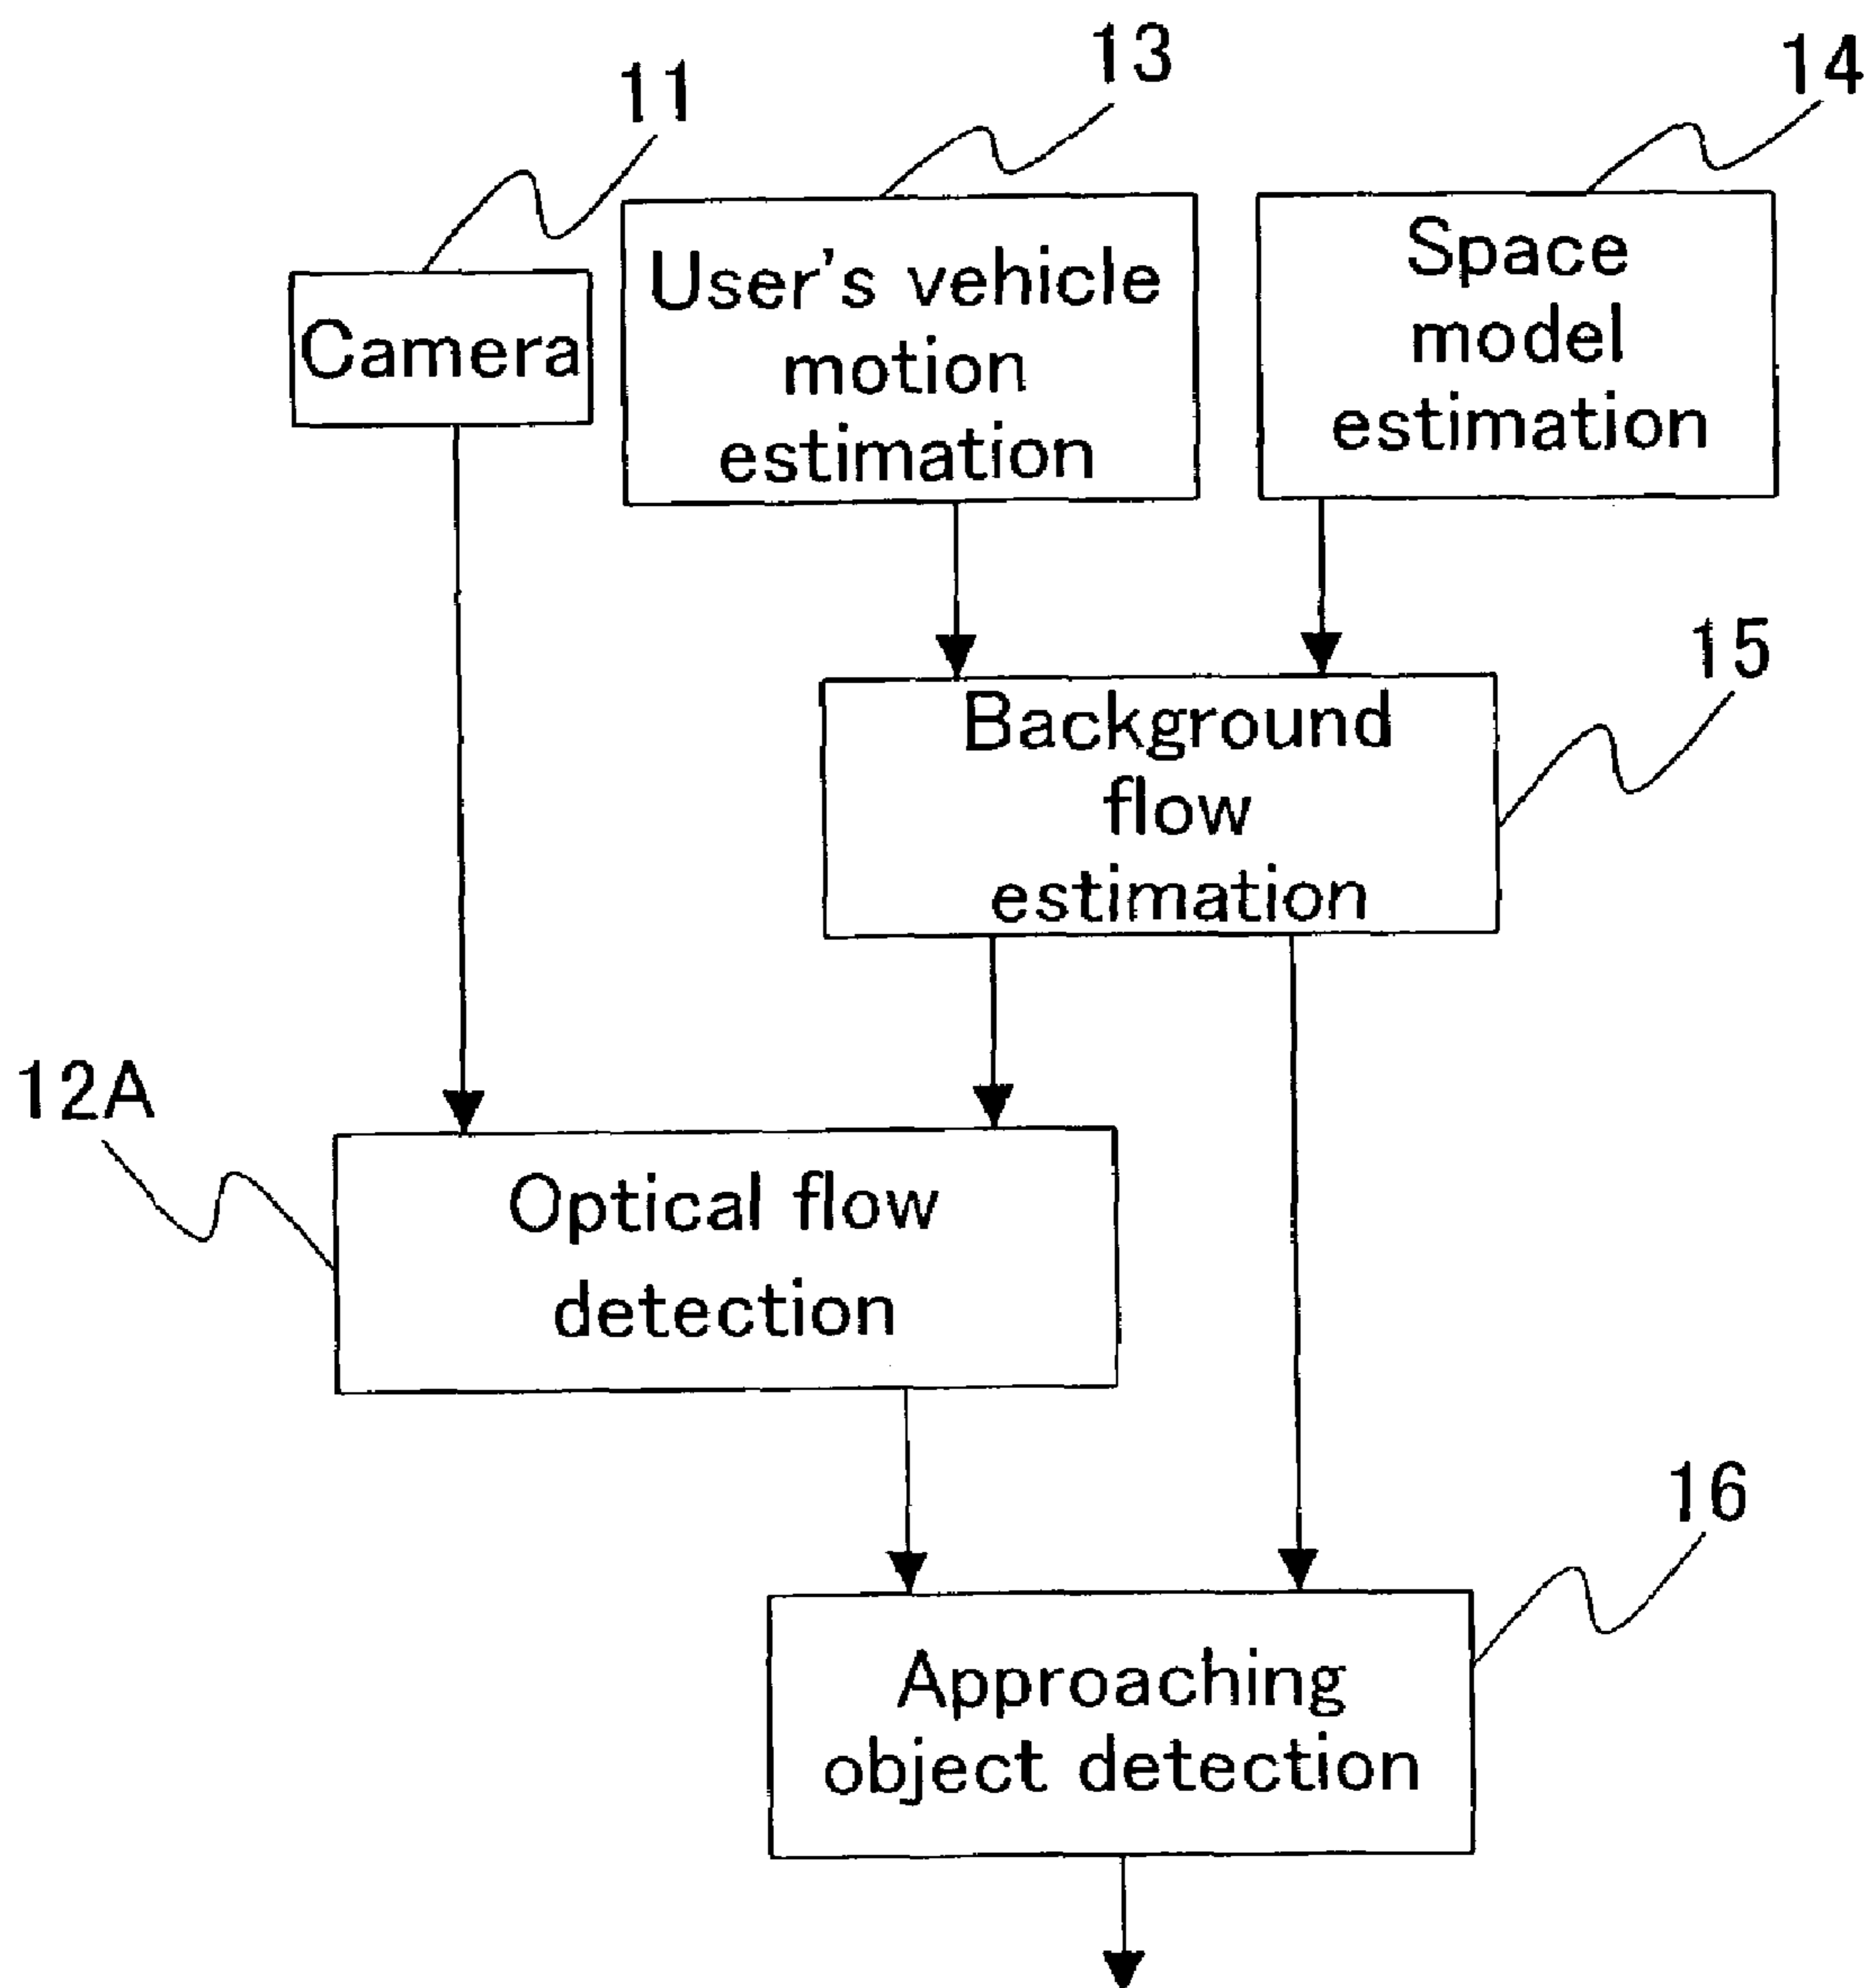 13
14
11
Camera
User's vehicle
motion
estimation
Space
model
estimation
15
Background
flow
estimation
12A
Optical flow
detection
16
Approaching
object detection